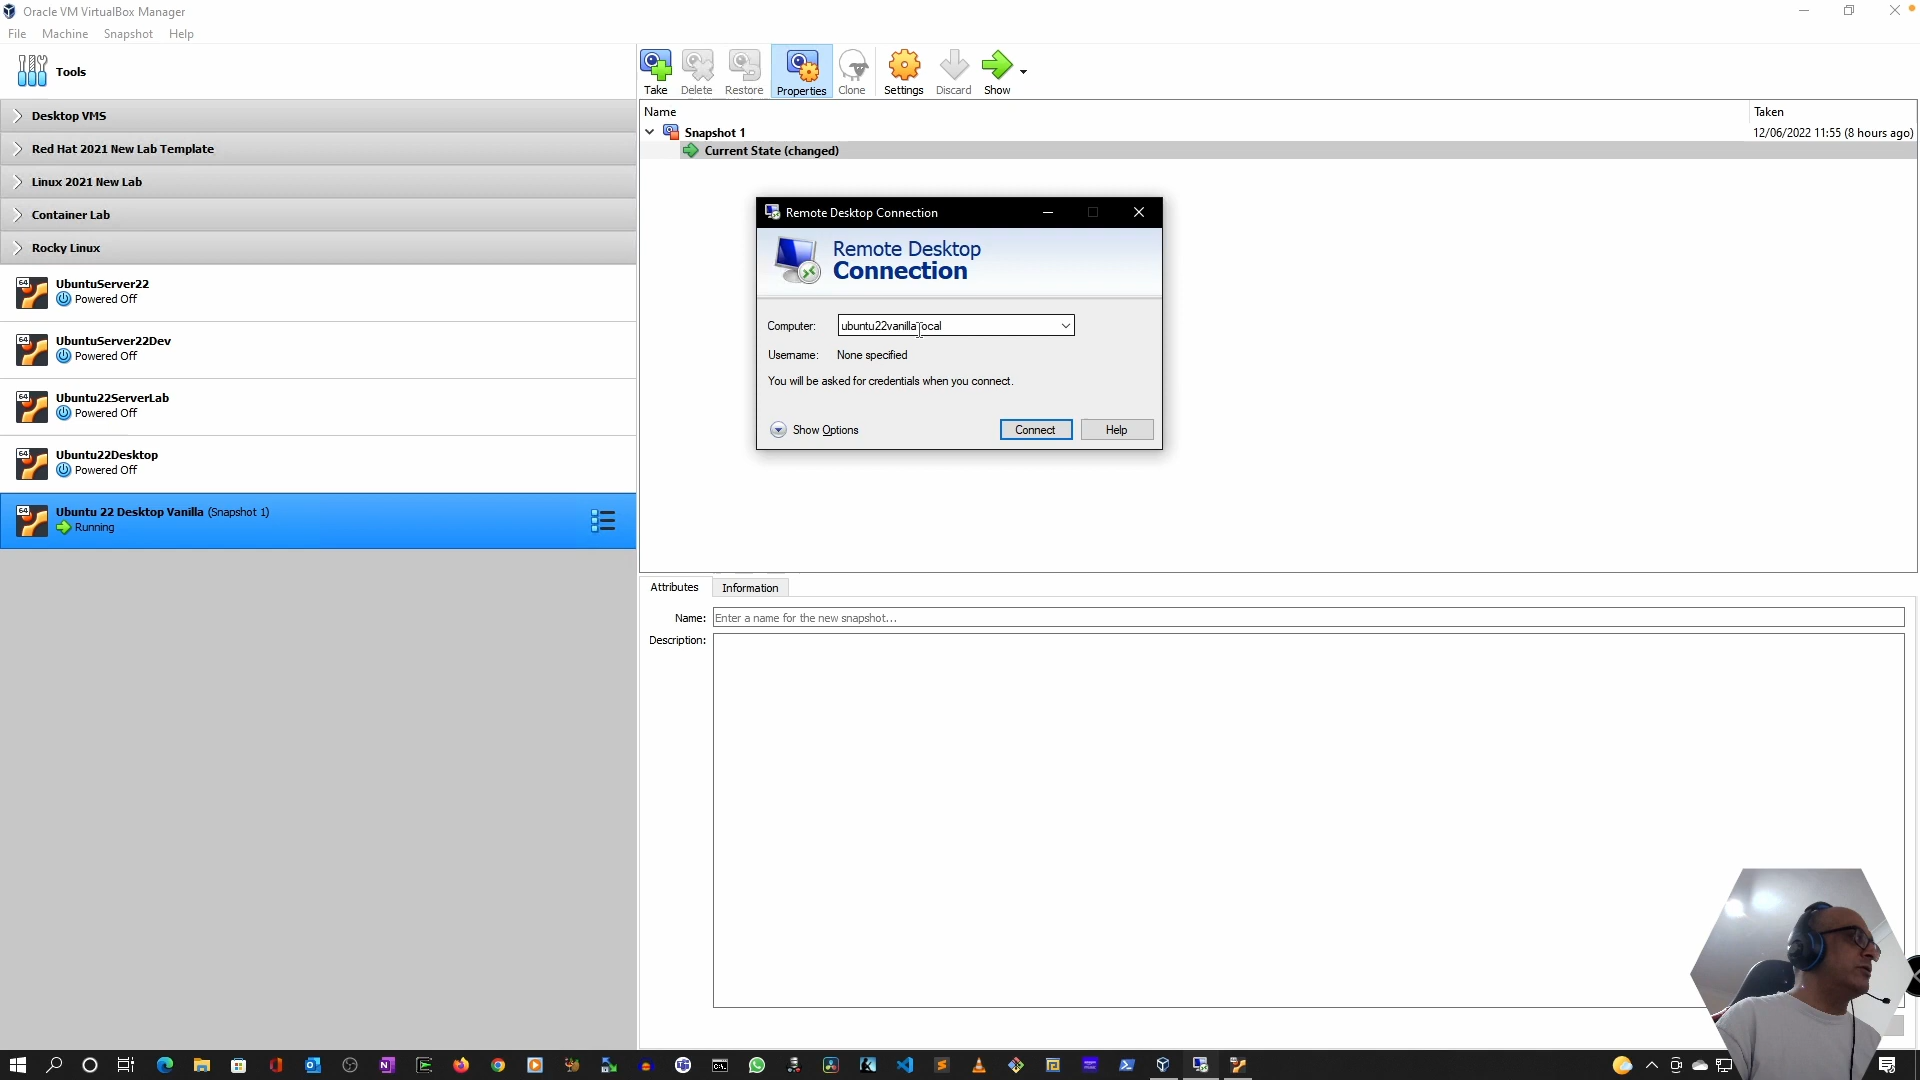 Oracle VM VirtualBox Manager
File Machine Snapshot Help
Tools
Take Delete Restore Properties Clone Settings Discard Show
Desktop VMS
Red Hat 2021 New Lab Template
Linux 2021 New Lab
Container Lab
Rocky Linux
64
UbuntuServer22
Powered Off
64
UbuntuServer22Dev
Powered Off
64
Ubuntu22ServerLab
Powered Off
64
Ubuntu22Desktop
Powered Off
64
Ubuntu 22 Desktop Vanilla (Snapshot 1)
Running
Name Taken
Snapshot 1 12/06/2022 11:55 (8 hours ago)
Current State (changed)
Remote Desktop Connection
Remote Desktop
Connection
Computer:
Username: None specified
You will be asked for credentials when you connect.
Show Options Connect Help
Attributes Information
Name: Enter a name for the new snapshot...
Description: